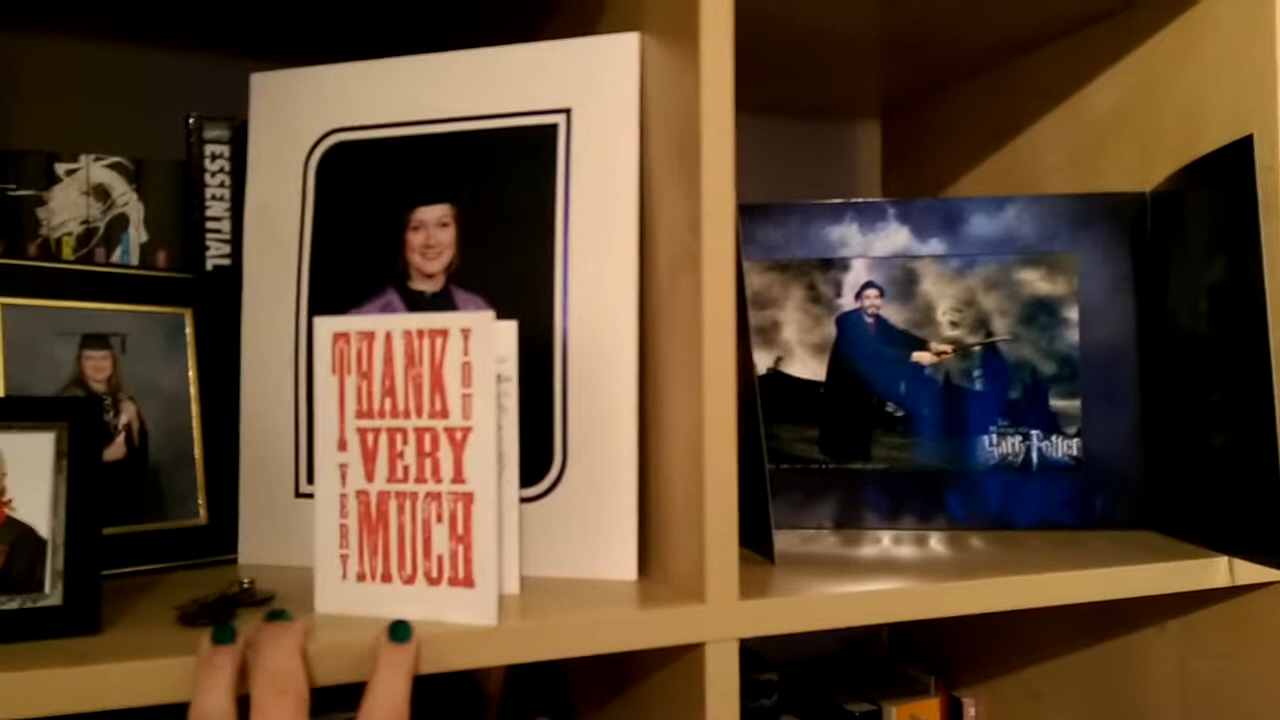 ESSENTIAL
THANK YOU
VERY
VERY MUCH
Harry Potter